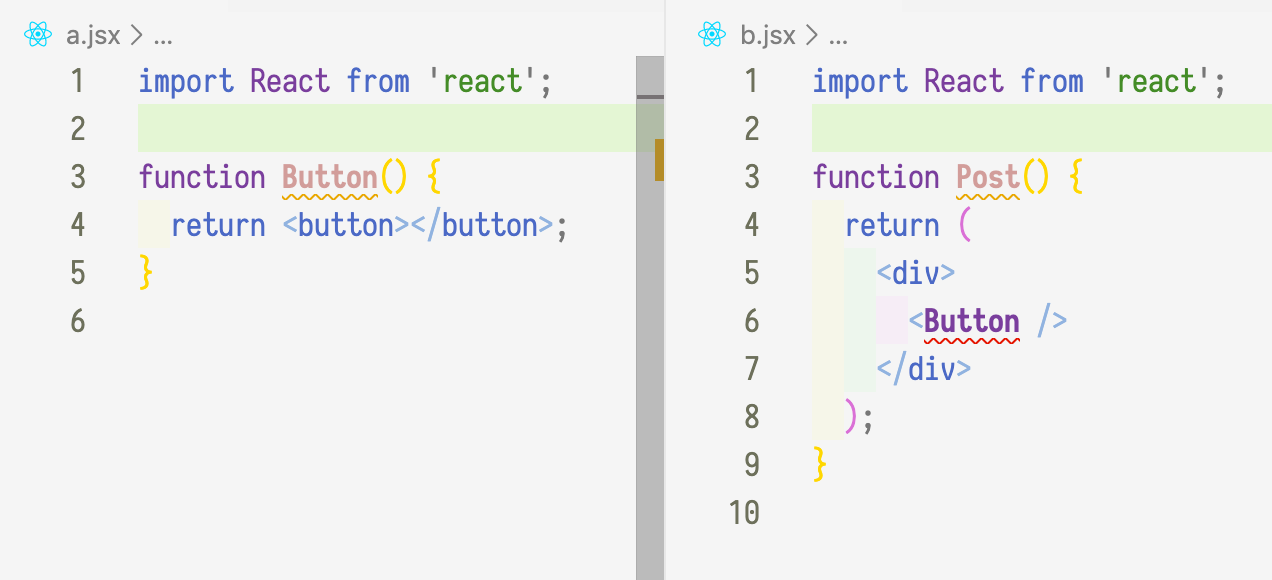 a.jsx > ...
1 import React from 'react';
2
3 function Button() {
4   return <button></button>;
5 }
6
b.jsx > ...
1 import React from 'react';
2
3 function Post() {
4   return (
5     <div>
6       <Button />
7     </div>
8   );
9 }
10